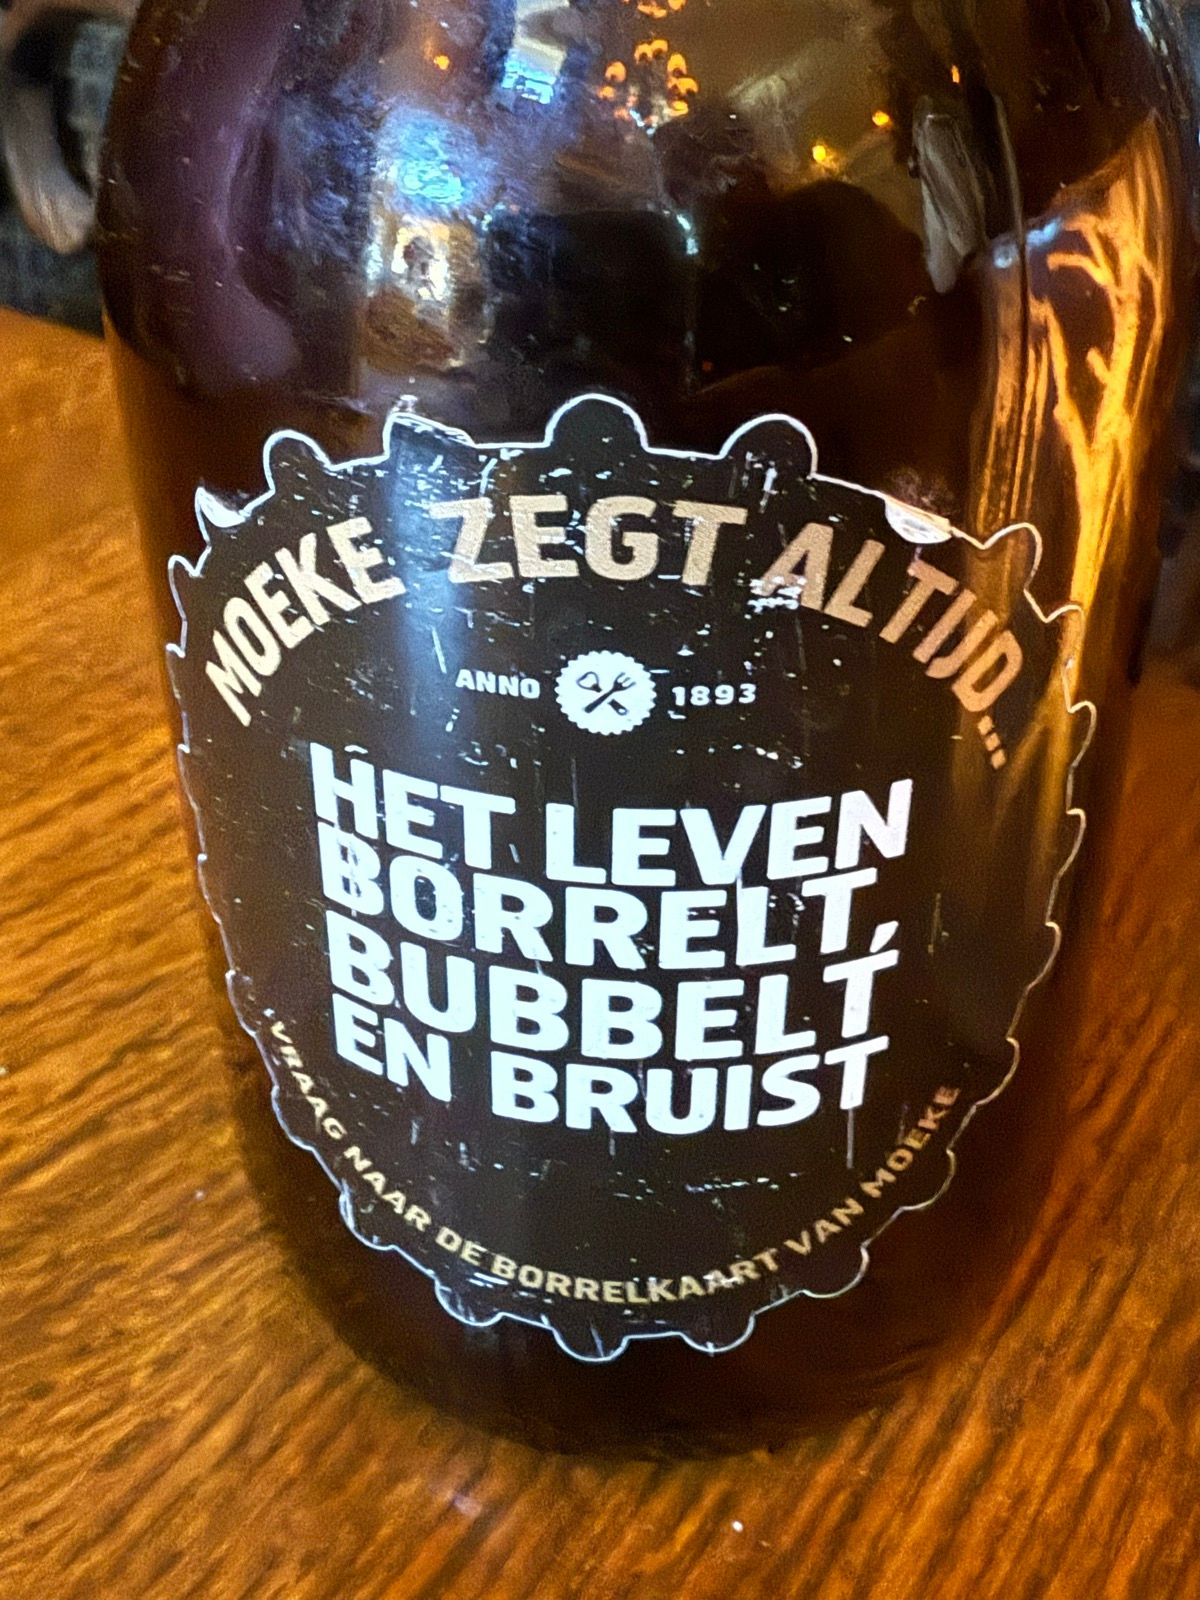 MOEKE ZEGT ALTIJD...
ANNO 1893
HET LEVEN
BORRELT,
BUBBELT
EN BRUIST
VRAAG NAAR DE BORRELKAART VAN MOEKE